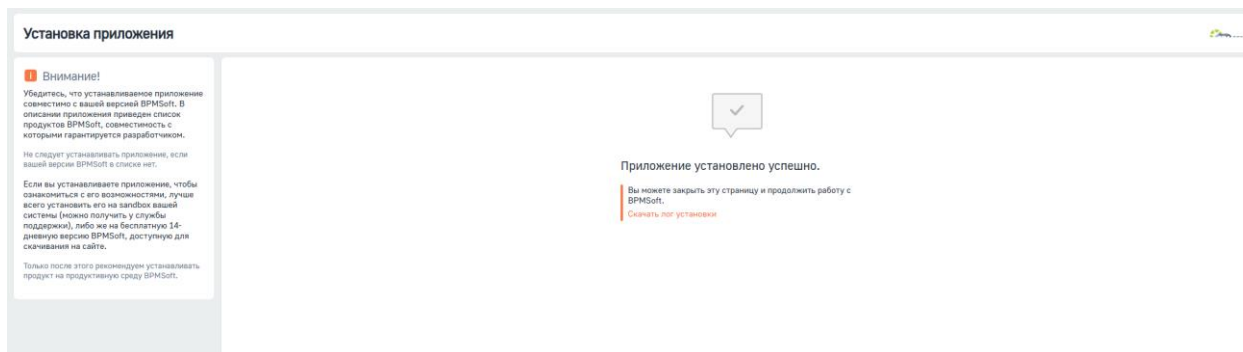 Установка приложения
Внимание!
Убедитесь, что устанавливаемое приложение
совместимо с вашей версией BPMSoft. В
описании приложения приведен список
продуктов BPMSoft, совместимость с
которыми гарантируется разработчиком.
Не следует устанавливать приложение, если
вашей версии BPMSoft в списке нет.
Если вы устанавливаете приложение, чтобы
ознакомиться с его возможностями, лучше
всего установить его на sandbox вашей
системы (можно получить у службы
поддержки), либо же на бесплатную 14-
дневную версию BPMSoft, доступную для
скачивания на сайте.
Только после этого рекомендуем устанавливать
продукт на продуктивную среду BPMSoft.
Приложение установлено успешно.
Вы можете закрыть эту страницу и продолжить работу с
BPMSoft.
Скачать лог установки